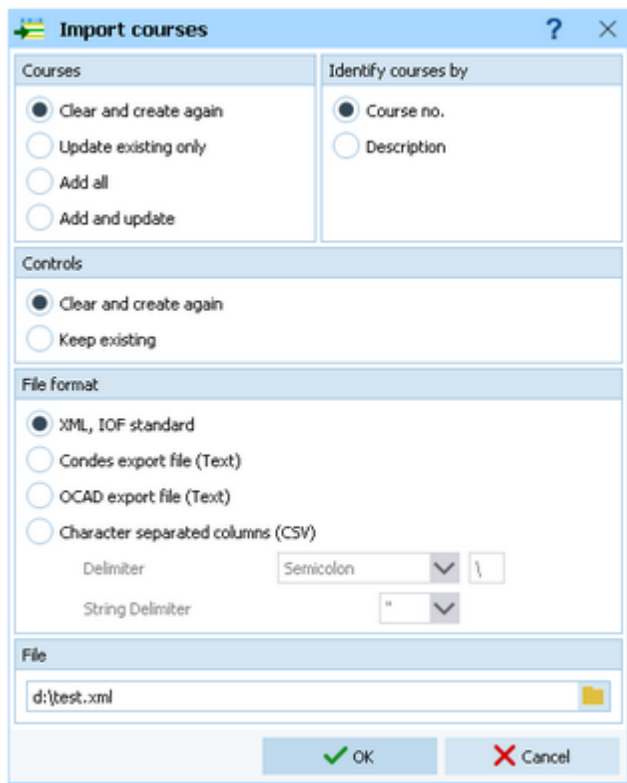 Import courses ?
Courses
Clear and create again
Update existing only
Add all
Add and update
Identify courses by
Course no.
Description
Controls
Clear and create again
Keep existing
File format
XML, IOF standard
Condes export file (Text)
OCAD export file (Text)
Character separated columns (CSV)
Delimiter Semicolon \
String Delimiter "
File
d:\test.xml
OK Cancel